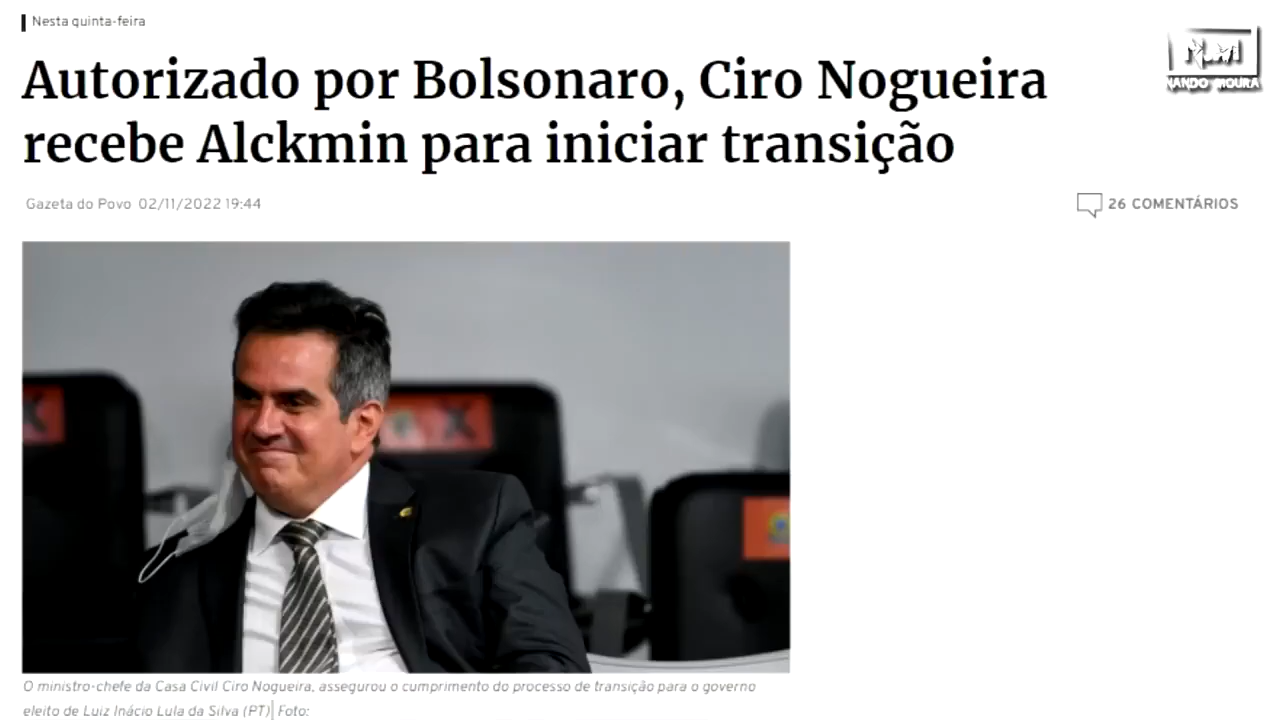 Nesta quinta-feira
Autorizado por Bolsonaro, Ciro Nogueira
recebe Alckmin para iniciar transição
NANDO MOURA
Gazeta do Povo 02/11/2022 19:44
26 COMENTÁRIOS
O ministro-chefe da Casa Civil Ciro Nogueira, assegurou o cumprimento do processo de transição para o governo
eleito de Luiz Inácio Lula da Silva (PT)| Foto: